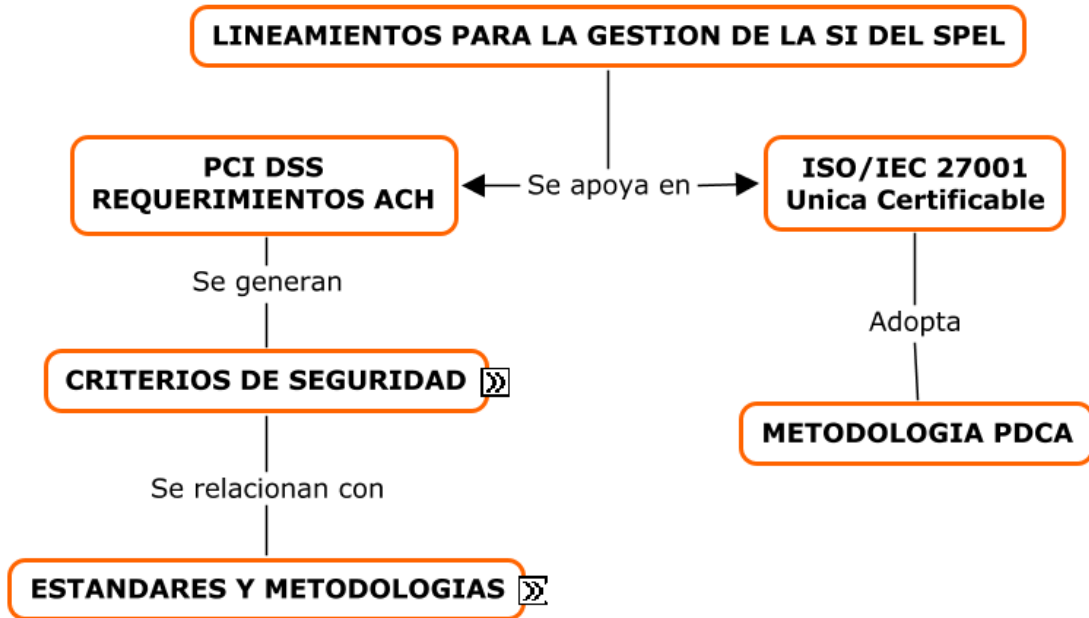 LINEAMIENTOS PARA LA GESTION DE LA SI DEL SPEL
PCI DSS
REQUERIMIENTOS ACH
Se apoya en
ISO/IEC 27001
Unica Certificable
Se generan
Adopta
CRITERIOS DE SEGURIDAD
METODOLOGIA PDCA
Se relacionan con
ESTANDARES Y METODOLOGIAS